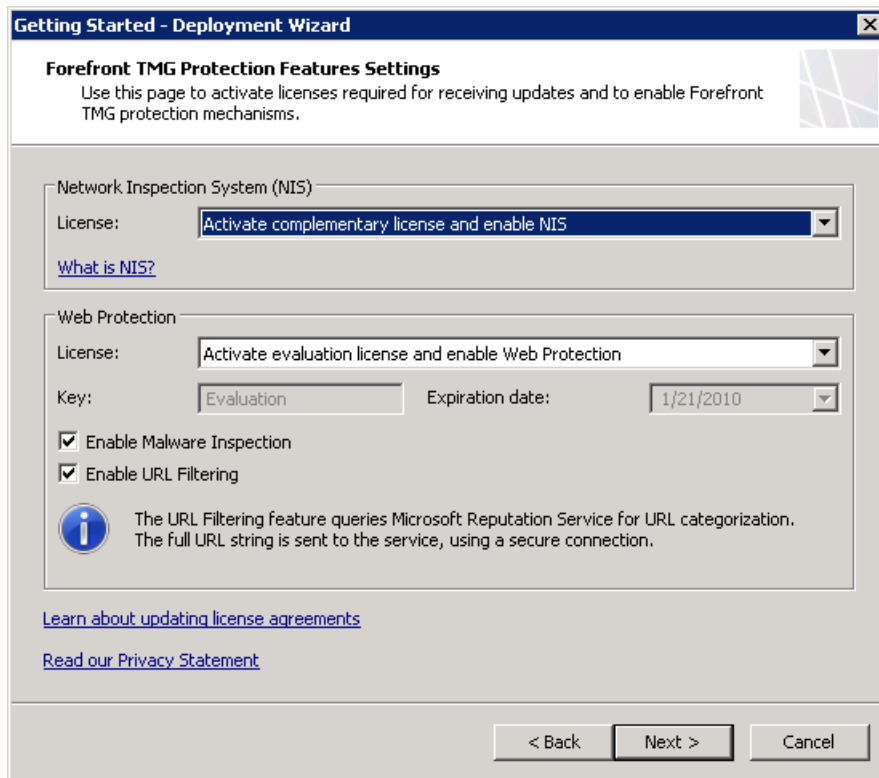 Getting Started - Deployment Wizard
Forefront TMG Protection Features Settings
Use this page to activate licenses required for receiving updates and to enable Forefront
TMG protection mechanisms.
Network Inspection System (NIS)
License: Activate complementary license and enable NIS
What is NIS?
Web Protection
License: Activate evaluation license and enable Web Protection
Key: Evaluation Expiration date: 1/21/2010
Enable Malware Inspection
Enable URL Filtering
The URL Filtering feature queries Microsoft Reputation Service for URL categorization.
The full URL string is sent to the service, using a secure connection.
Learn about updating license agreements
Read our Privacy Statement
< Back Next > Cancel